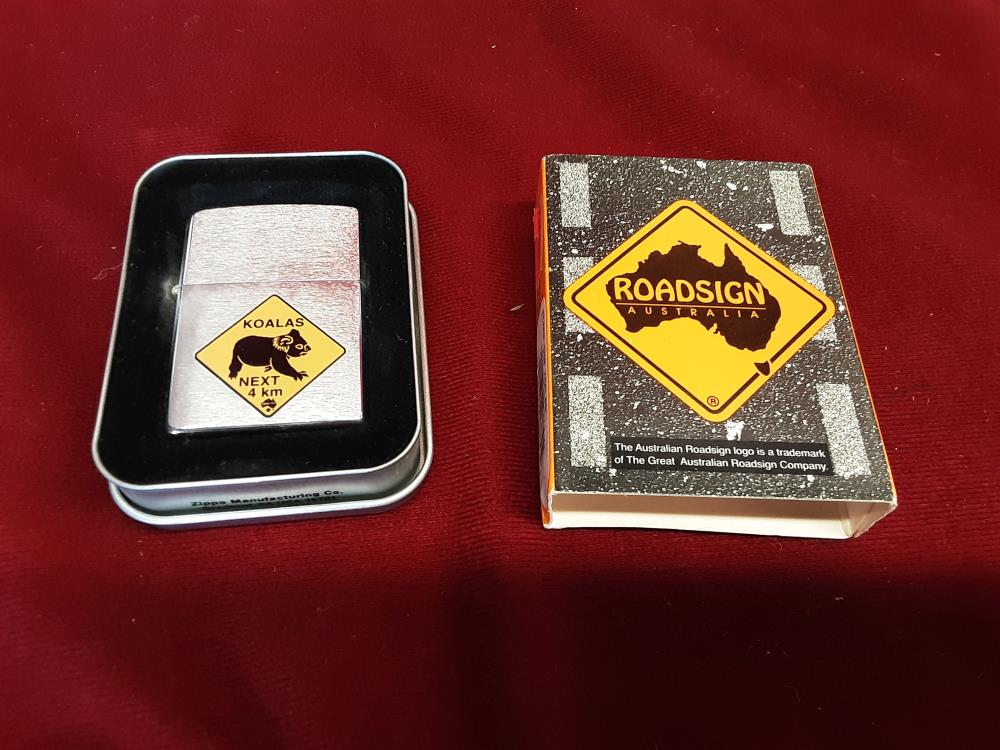 KOALAS
NEXT
4 km
Zippo Manufacturing Co.
ROADSIGN
AUSTRALIA
®
The Australian Roadsign logo is a trademark
of The Great Australian Roadsign Company.